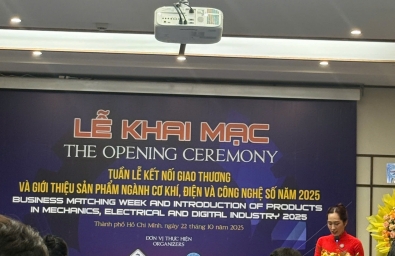 LỄ KHAI MẠC
THE OPENING CEREMONY
TUẦN LỄ KẾT NỐI GIAO THƯƠNG
VÀ GIỚI THIỆU SẢN PHẨM NGÀNH CƠ KHÍ, ĐIỆN VÀ CÔNG NGHỆ SỐ NĂM 2025
BUSINESS MATCHING WEEK AND INTRODUCTION OF PRODUCTS
IN MECHANICS, ELECTRICAL AND DIGITAL INDUSTRY 2025
Thành phố Hồ Chí Minh, ngày 22 tháng 10 năm 2025
ĐƠN VỊ THỰC HIỆN
ORGANIZERS